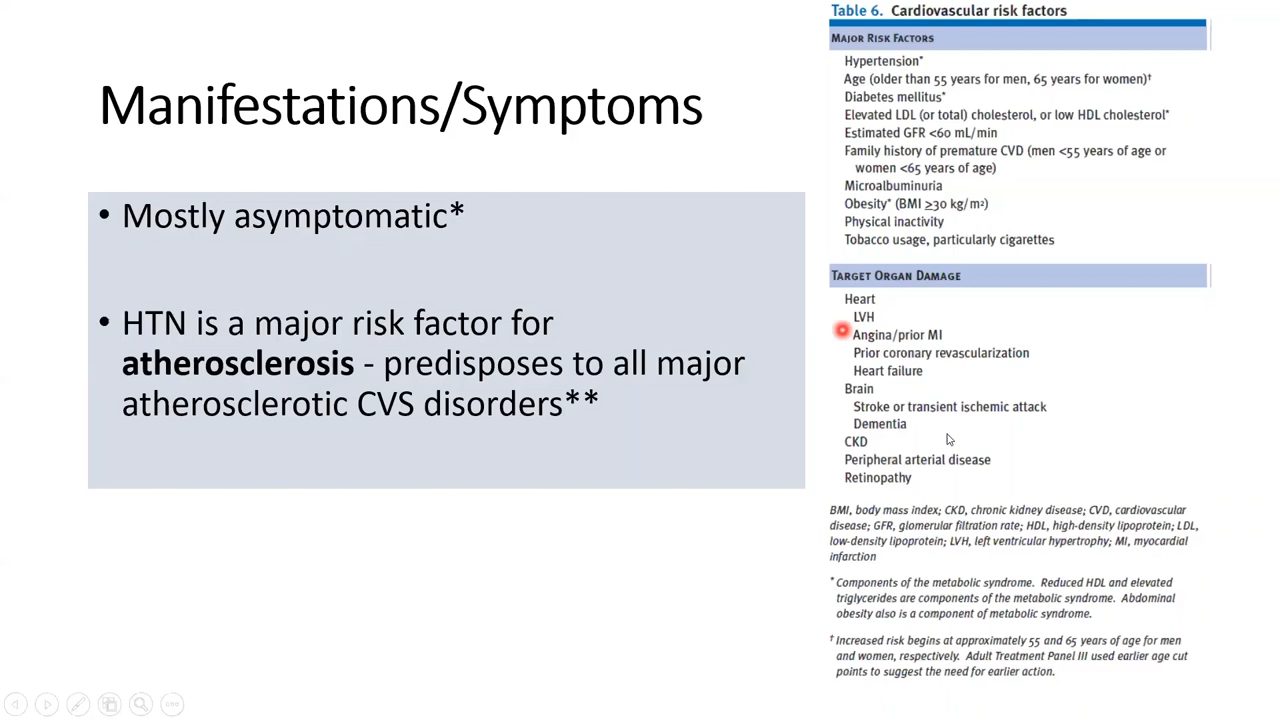 Manifestations/Symptoms
• Mostly asymptomatic*
• HTN is a major risk factor for
atherosclerosis - predisposes to all major
atherosclerotic CVS disorders**
Table 6. Cardiovascular risk factors
MAJOR RISK FACTORS
Hypertension*
Age (older than 55 years for men, 65 years for women)†
Diabetes mellitus*
Elevated LDL (or total) cholesterol, or low HDL cholesterol*
Estimated GFR <60 mL/min
Family history of premature CVD (men <55 years of age or
women <65 years of age)
Microalbuminuria
Obesity* (BMI ≥30 kg/m²)
Physical inactivity
Tobacco usage, particularly cigarettes
TARGET ORGAN DAMAGE
Heart
LVH
Angina/prior MI
Prior coronary revascularization
Heart failure
Brain
Stroke or transient ischemic attack
Dementia
CKD
Peripheral arterial disease
Retinopathy
BMI, body mass index; CKD, chronic kidney disease; CVD, cardiovascular
disease; GFR, glomerular filtration rate; HDL, high-density lipoprotein; LDL,
low-density lipoprotein; LVH, left ventricular hypertrophy; MI, myocardial
infarction
* Components of the metabolic syndrome. Reduced HDL and elevated
triglycerides are components of the metabolic syndrome. Abdominal
obesity also is a component of metabolic syndrome.
† Increased risk begins at approximately 55 and 65 years of age for men
and women, respectively. Adult Treatment Panel III used earlier age cut
points to suggest the need for earlier action.